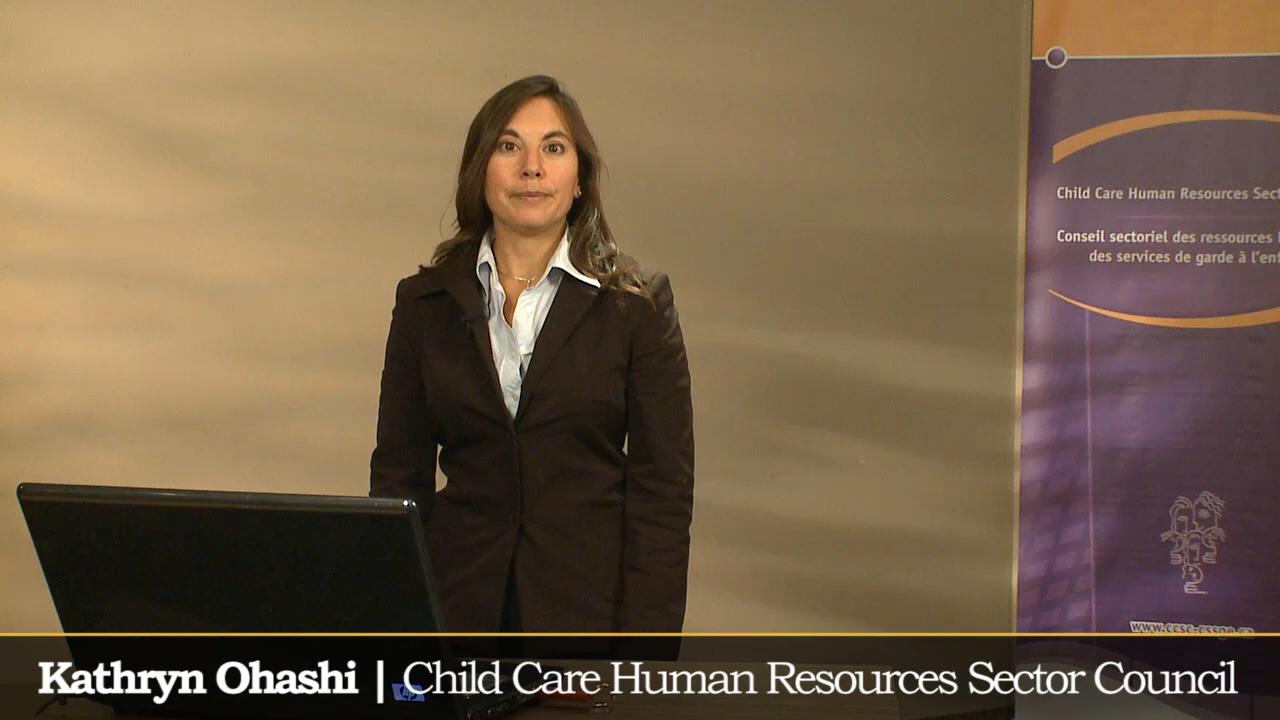 Child Care Human Resources Sect
Conseil sectoriel des ressources
des services de garde à l'enf
www.ccsc-cssge.ca
hp
Kathryn Ohashi | Child Care Human Resources Sector Council